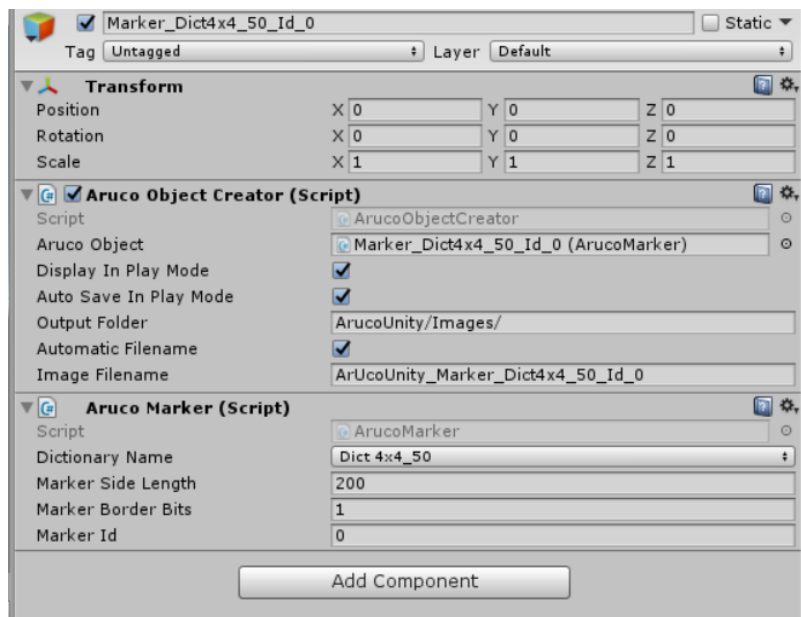 Marker_Dict4x4_50_Id_0 Static
Tag Untagged Layer Default
Transform
Position X 0 Y 0 Z 0
Rotation X 0 Y 0 Z 0
Scale X 1 Y 1 Z 1
Aruco Object Creator (Script)
Script ArucoObjectCreator
Aruco Object Marker_Dict4x4_50_Id_0 (ArucoMarker)
Display In Play Mode
Auto Save In Play Mode
Output Folder ArucoUnity/Images/
Automatic Filename
Image Filename ArUcoUnity_Marker_Dict4x4_50_Id_0
Aruco Marker (Script)
Script ArucoMarker
Dictionary Name Dict 4x4_50
Marker Side Length 200
Marker Border Bits 1
Marker Id 0
Add Component